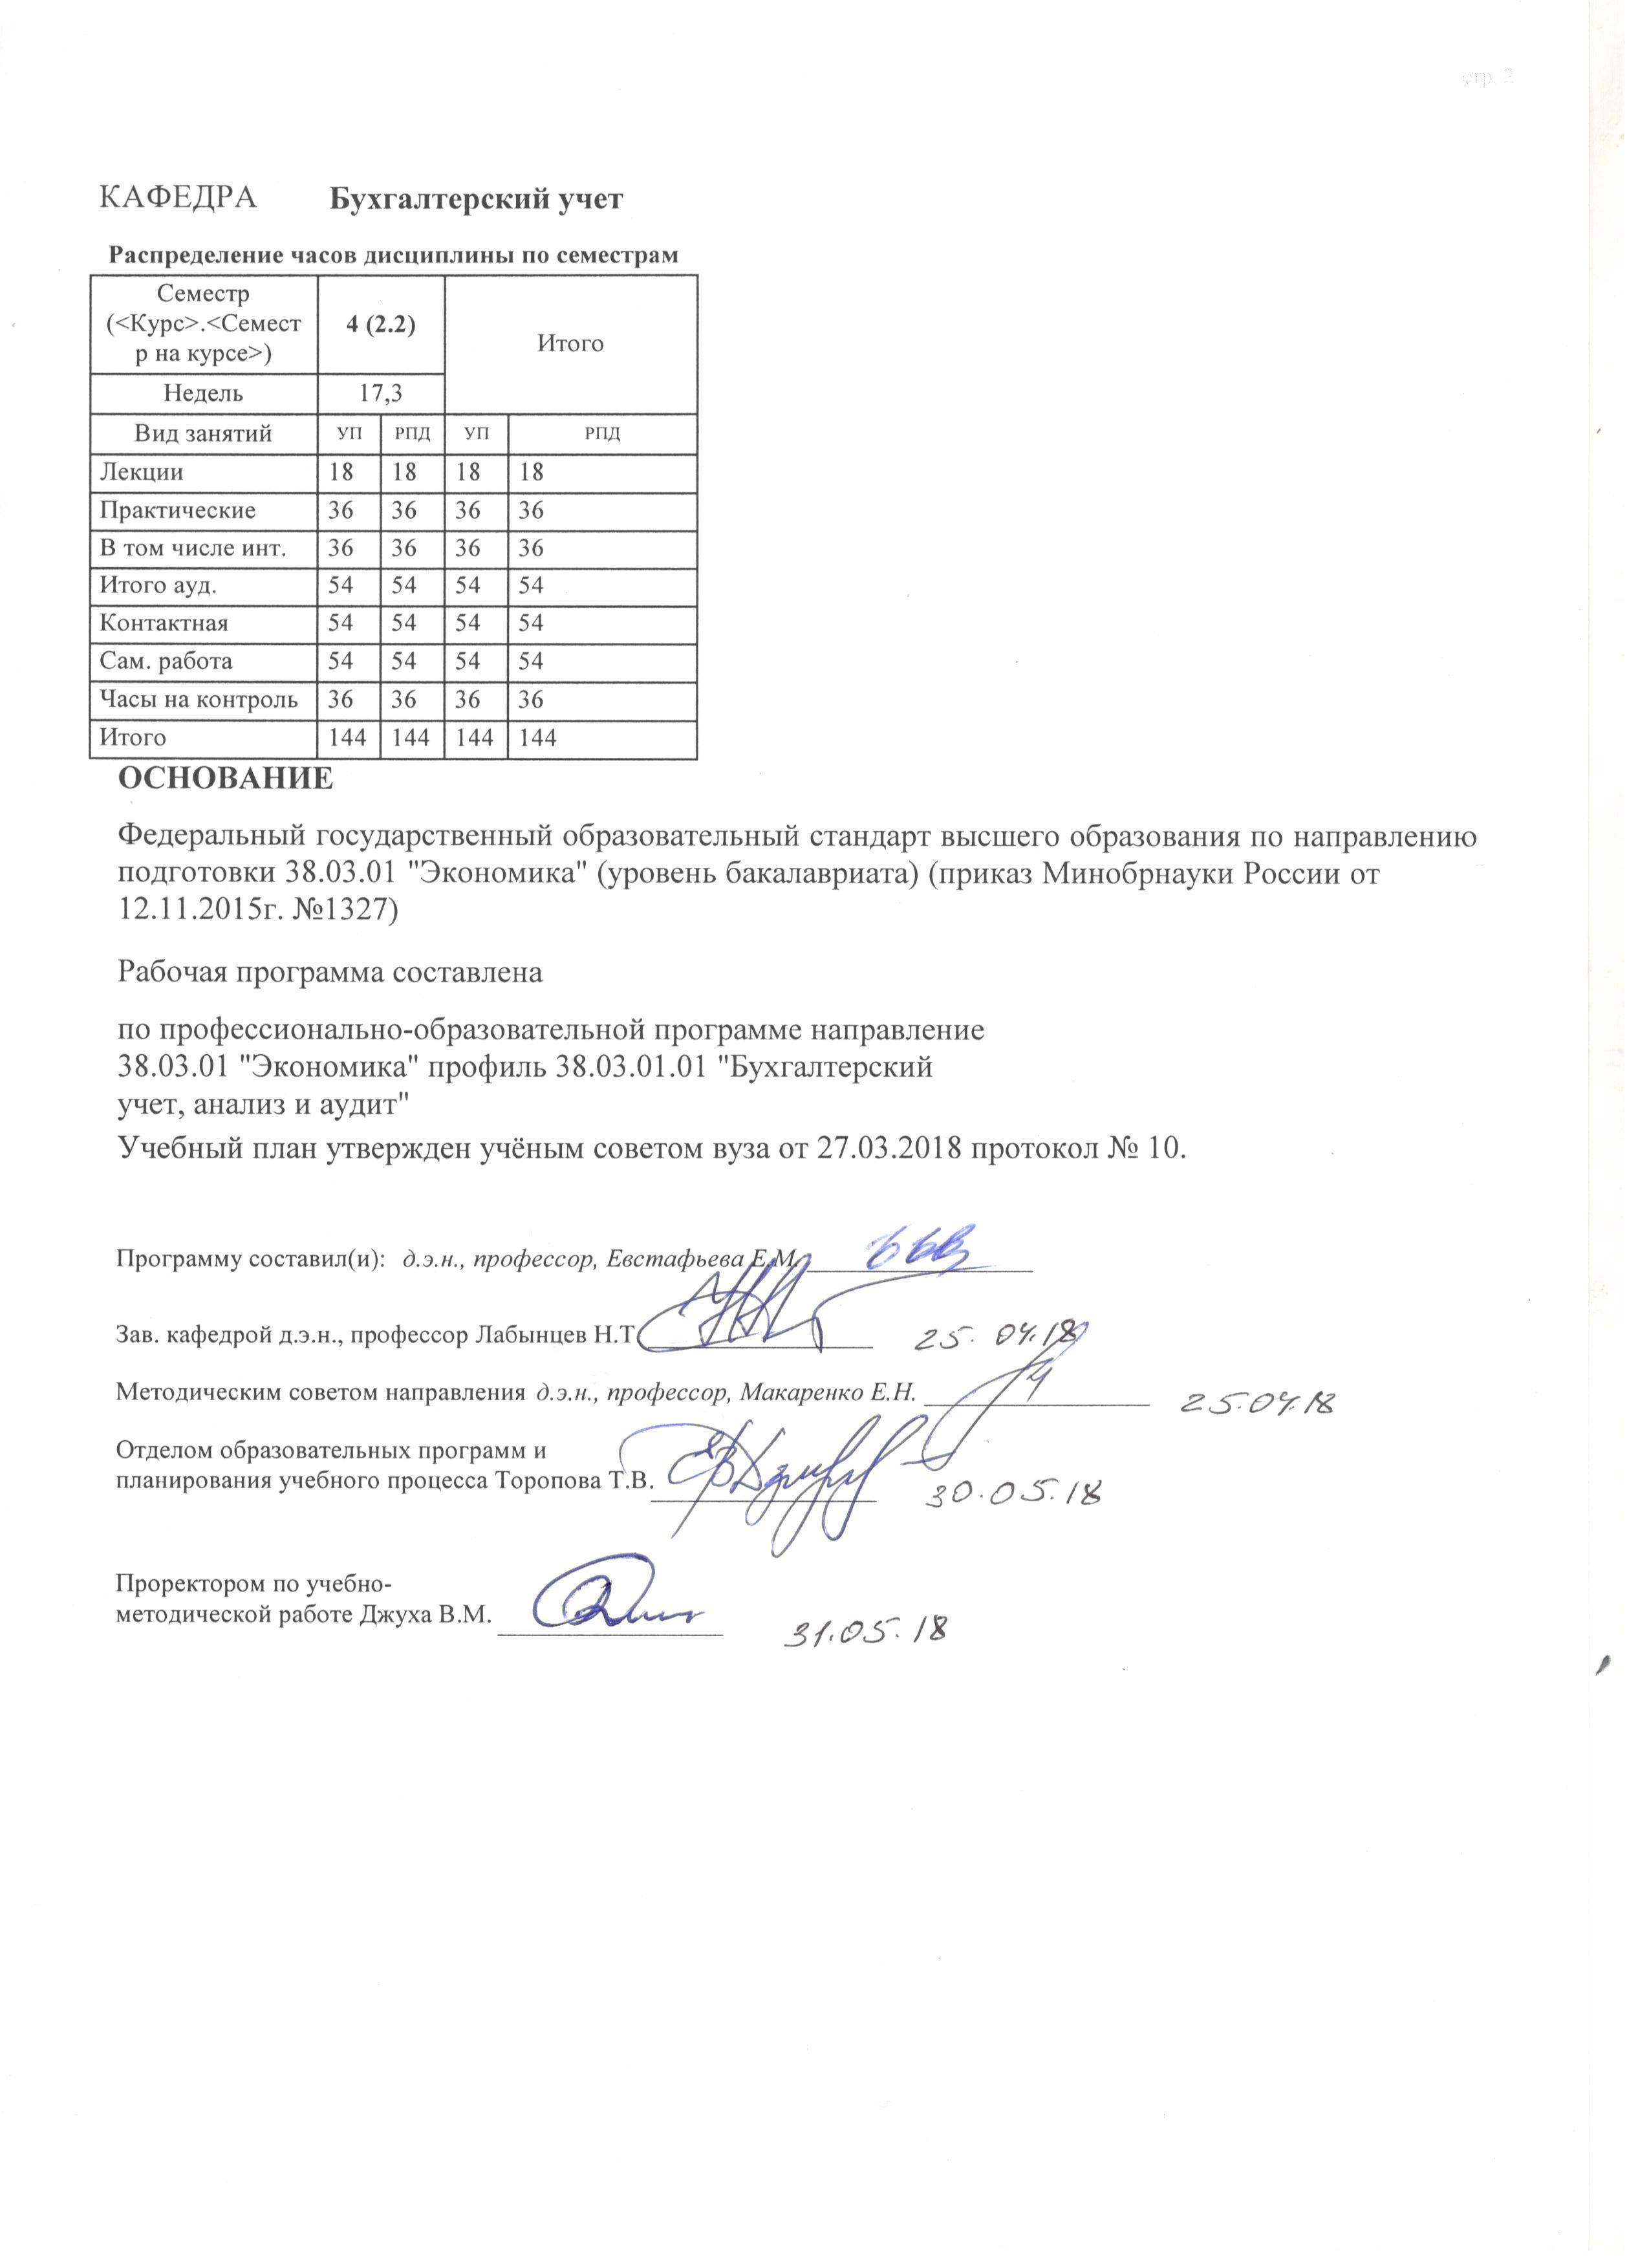 стр. 2
КАФЕДРА Бухгалтерский учет
Распределение часов дисциплины по семестрам
Семестр
(<Курс>.<Семест
р на курсе>)
4 (2.2)
Итого
Недель 17,3
Вид занятий УП РПД УП РПД
Лекции 18 18 18 18
Практические 36 36 36 36
В том числе инт. 36 36 36 36
Итого ауд. 54 54 54 54
Контактная 54 54 54 54
Сам. работа 54 54 54 54
Часы на контроль 36 36 36 36
Итого 144 144 144 144
ОСНОВАНИЕ
Федеральный государственный образовательный стандарт высшего образования по направлению
подготовки 38.03.01 "Экономика" (уровень бакалавриата) (приказ Минобрнауки России от
12.11.2015г. №1327)
Рабочая программа составлена
по профессионально-образовательной программе направление
38.03.01 "Экономика" профиль 38.03.01.01 "Бухгалтерский
учет, анализ и аудит"
Учебный план утвержден учёным советом вуза от 27.03.2018 протокол № 10.
Программу составил(и): д.э.н., профессор, Евстафьева Е.М.
Зав. кафедрой д.э.н., профессор Лабынцев Н.Т. 25.04.18
Методическим советом направления д.э.н., профессор, Макаренко Е.Н. 25.04.18
Отделом образовательных программ и
планирования учебного процесса Торопова Т.В. 30.05.18
Проректором по учебно-
методической работе Джуха В.М. 31.05.18